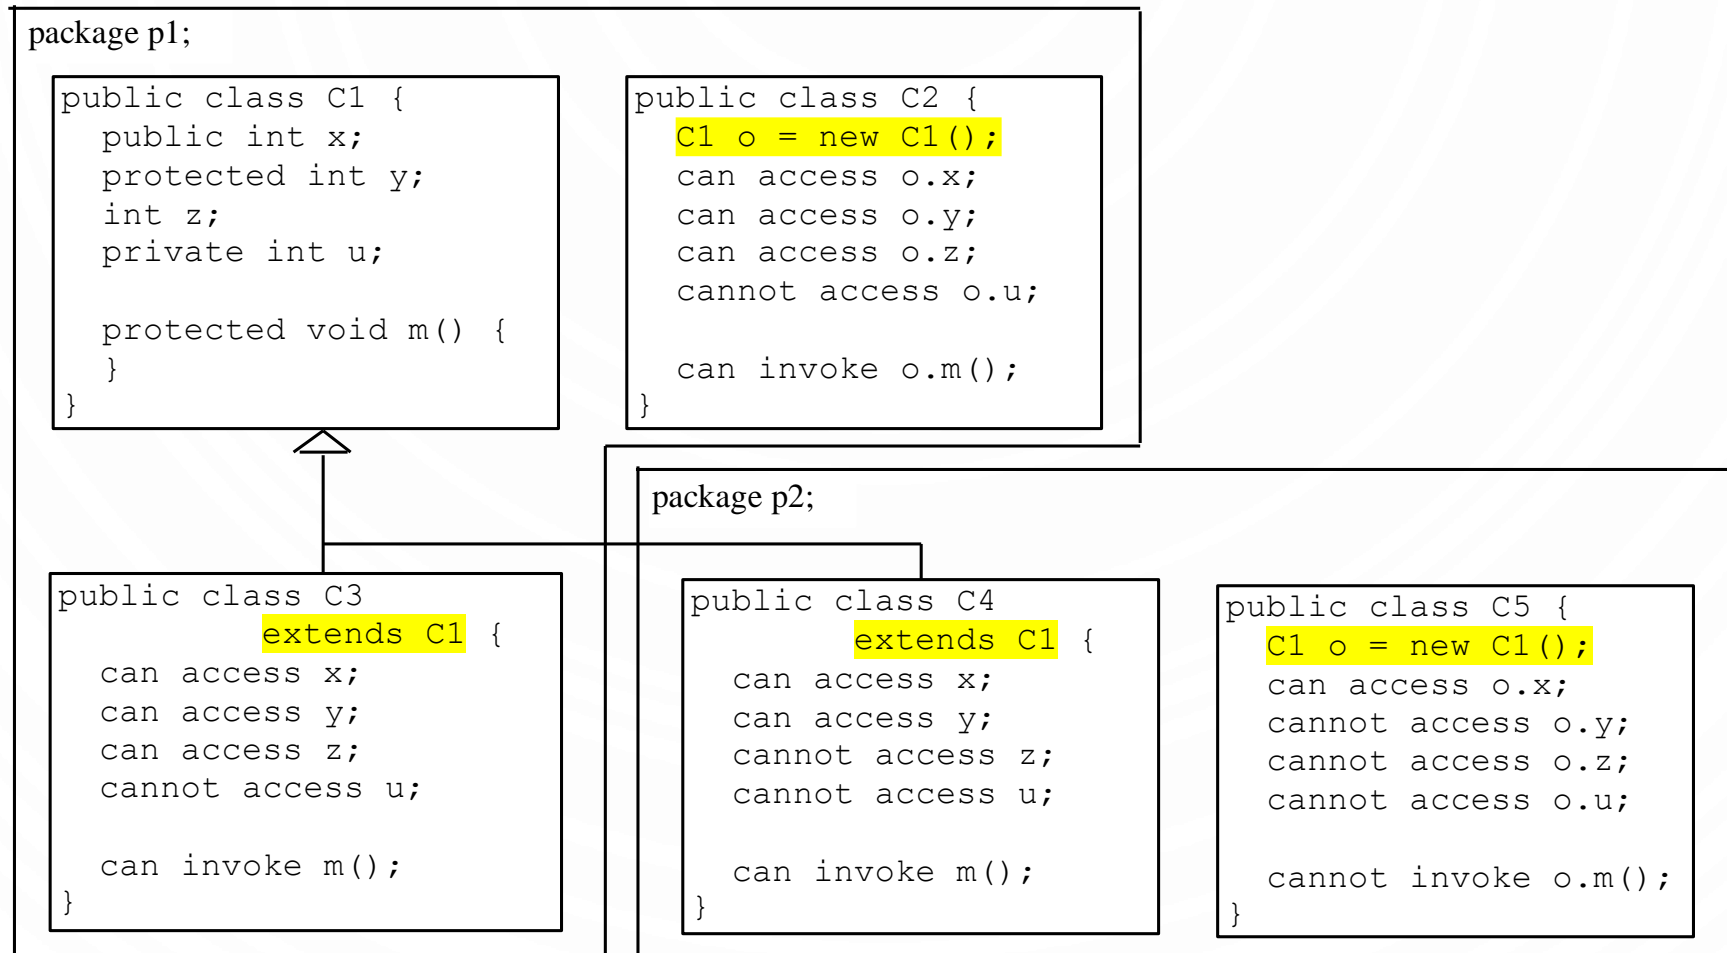 package p1;
public class C1 {
public int x;
protected int y;
int z;
private int u;
protected void m() {
}
}
public class C2 {
C1 o = new C1();
can access o.x;
can access o.y;
can access o.z;
cannot access o.u;
can invoke o.m();
}
public class C3
extends C1 {
can access x;
can access y;
can access z;
cannot access u;
can invoke m();
}
package p2;
public class C4
extends C1 {
can access x;
can access y;
cannot access z;
cannot access u;
can invoke m();
}
public class C5 {
C1 o = new C1();
can access o.x;
cannot access o.y;
cannot access o.z;
cannot access o.u;
cannot invoke o.m();
}